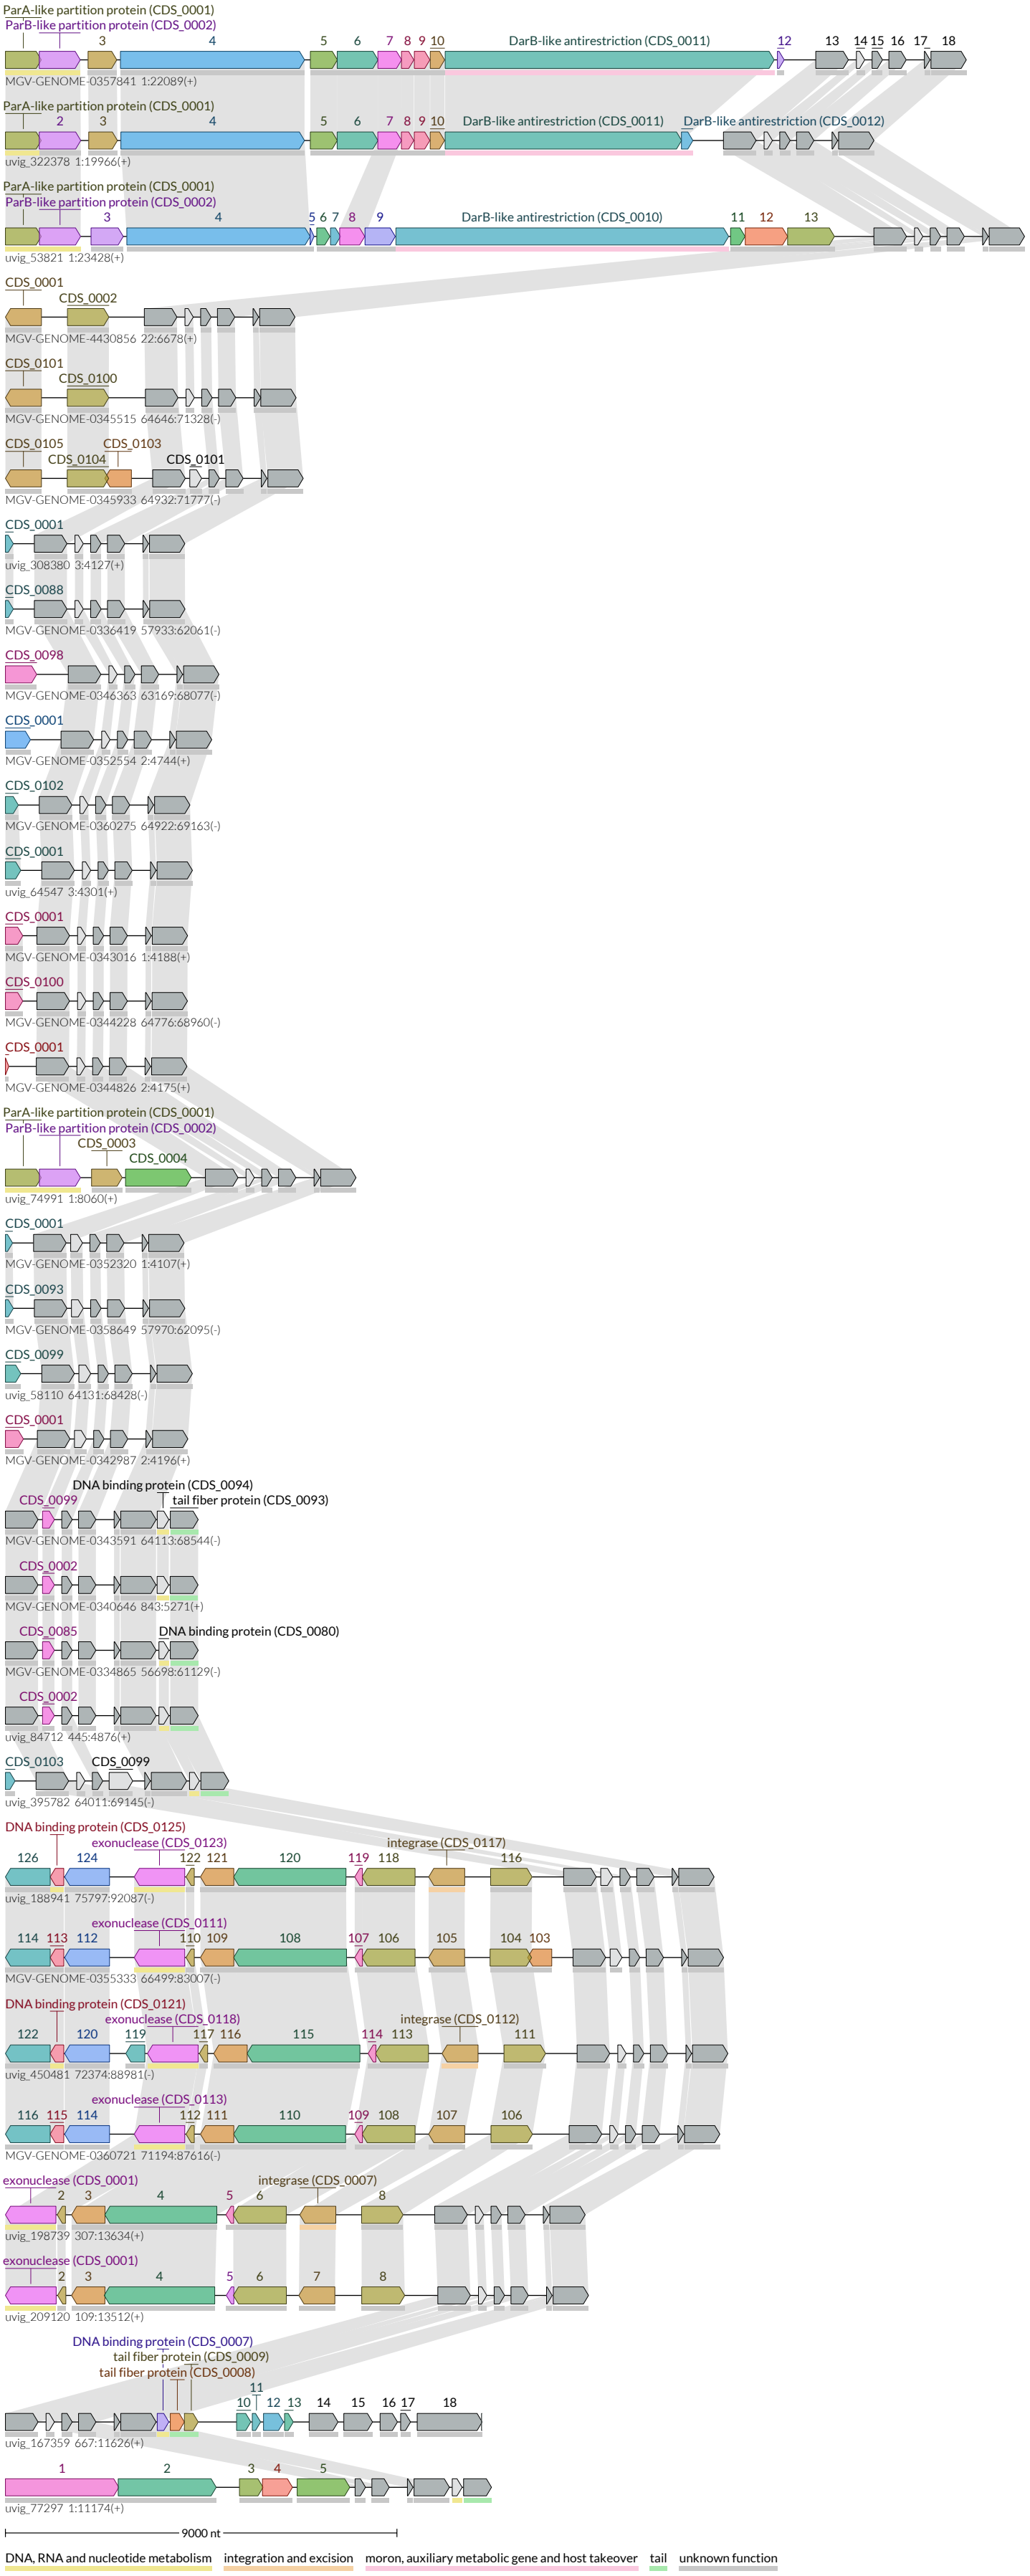 ParA-like partition protein (CDS_0001)
ParB-like partition protein (CDS_0002)
3 4 5 6 7 8 9 10 DarB-like antirestriction (CDS_0011) 12 13 14 15 16 17 18
MGV-GENOME-0357841 1:22089(+)
ParA-like partition protein (CDS_0001)
2 3 4 5 6 7 8 9 10 DarB-like antirestriction (CDS_0011) DarB-like antirestriction (CDS_0012)
uvig_322378 1:19966(+)
ParA-like partition protein (CDS_0001)
ParB-like partition protein (CDS_0002)
3 4 5 6 7 8 9 DarB-like antirestriction (CDS_0010) 11 12 13
uvig_53821 1:23428(+)
CDS_0001
CDS_0002
MGV-GENOME-4430856 22:6678(+)
CDS_0101
CDS_0100
MGV-GENOME-0345515 64646:71328(-)
CDS_0105 CDS_0103
CDS_0104 CDS_0101
MGV-GENOME-0345933 64932:71777(-)
CDS_0001
uvig_308380 3:4127(+)
CDS_0088
MGV-GENOME-0336419 57933:62061(-)
CDS_0098
MGV-GENOME-0346363 63169:68077(-)
CDS_0001
MGV-GENOME-0352554 2:4744(+)
CDS_0102
MGV-GENOME-0360275 64922:69163(-)
CDS_0001
uvig_64547 3:4301(+)
CDS_0001
MGV-GENOME-0343016 1:4188(+)
CDS_0100
MGV-GENOME-0344228 64776:68960(-)
CDS_0001
MGV-GENOME-0344826 2:4175(+)
ParA-like partition protein (CDS_0001)
ParB-like partition protein (CDS_0002)
CDS_0003
CDS_0004
uvig_74991 1:8060(+)
CDS_0001
MGV-GENOME-0352320 1:4107(+)
CDS_0093
MGV-GENOME-0358649 57970:62095(-)
CDS_0099
uvig_58110 64131:68428(-)
CDS_0001
MGV-GENOME-0342987 2:4196(+)
DNA binding protein (CDS_0094)
CDS_0099 tail fiber protein (CDS_0093)
MGV-GENOME-0343591 64113:68544(-)
CDS_0002
MGV-GENOME-0340646 843:5271(+)
CDS_0085 DNA binding protein (CDS_0080)
MGV-GENOME-0334865 56698:61129(-)
CDS_0002
uvig_84712 445:4876(+)
CDS_0103 CDS_0099
uvig_395782 64011:69145(-)
DNA binding protein (CDS_0125)
exonuclease (CDS_0123) integrase (CDS_0117)
126 124 122 121 120 119 118 116
uvig_188941 75797:92087(-)
exonuclease (CDS_0111)
114 113 112 110 109 108 107 106 105 104 103
MGV-GENOME-0355333 66499:83007(-)
DNA binding protein (CDS_0121)
exonuclease (CDS_0118) integrase (CDS_0112)
122 120 119 117 116 115 114 113 111
uvig_450481 72374:88981(-)
exonuclease (CDS_0113)
116 115 114 112 111 110 109 108 107 106
MGV-GENOME-0360721 71194:87616(-)
exonuclease (CDS_0001) integrase (CDS_0007)
2 3 4 5 6 8
uvig_198739 307:13634(+)
exonuclease (CDS_0001)
2 3 4 5 6 7 8
uvig_209120 109:13512(+)
DNA binding protein (CDS_0007)
tail fiber protein (CDS_0009)
tail fiber protein (CDS_0008)
11
10 12 13 14 15 16 17 18
uvig_167359 667:11626(+)
1 2 3 4 5
uvig_77297 1:11174(+)
9000 nt
DNA, RNA and nucleotide metabolism integration and excision moron, auxiliary metabolic gene and host takeover tail unknown function